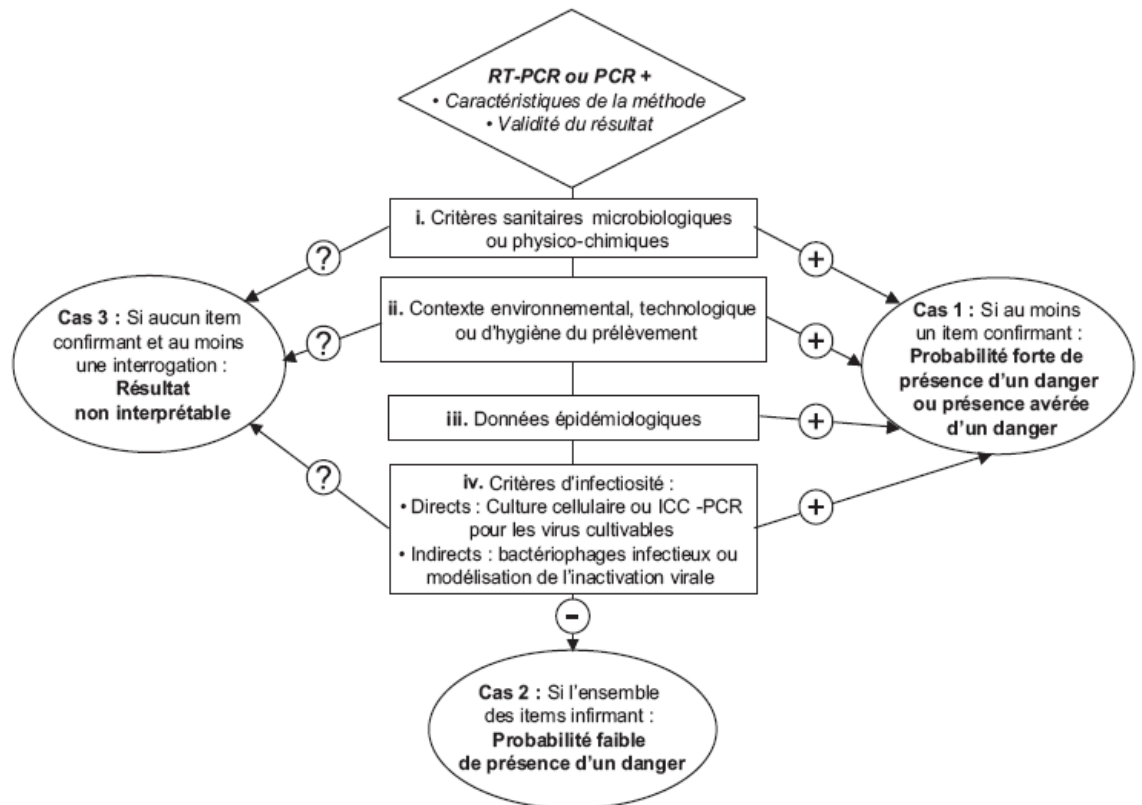 RT-PCR ou PCR +
• Caractéristiques de la méthode
• Validité du résultat
i. Critères sanitaires microbiologiques
ou physico-chimiques
?
+
ii. Contexte environnemental, technologique
ou d'hygiène du prélèvement
?
+
Cas 3 : Si aucun item
confirmant et au moins
une interrogation :
Résultat
non interprétable
Cas 1 : Si au moins
un item confirmant :
Probabilité forte de
présence d'un danger
ou présence avérée
d'un danger
iii. Données épidémiologiques
+
iv. Critères d'infectiosité :
• Directs : Culture cellulaire ou ICC -PCR
pour les virus cultivables
• Indirects : bactériophages infectieux ou
modélisation de l'inactivation virale
?
+
−
Cas 2 : Si l'ensemble
des items infirmant :
Probabilité faible
de présence d'un danger